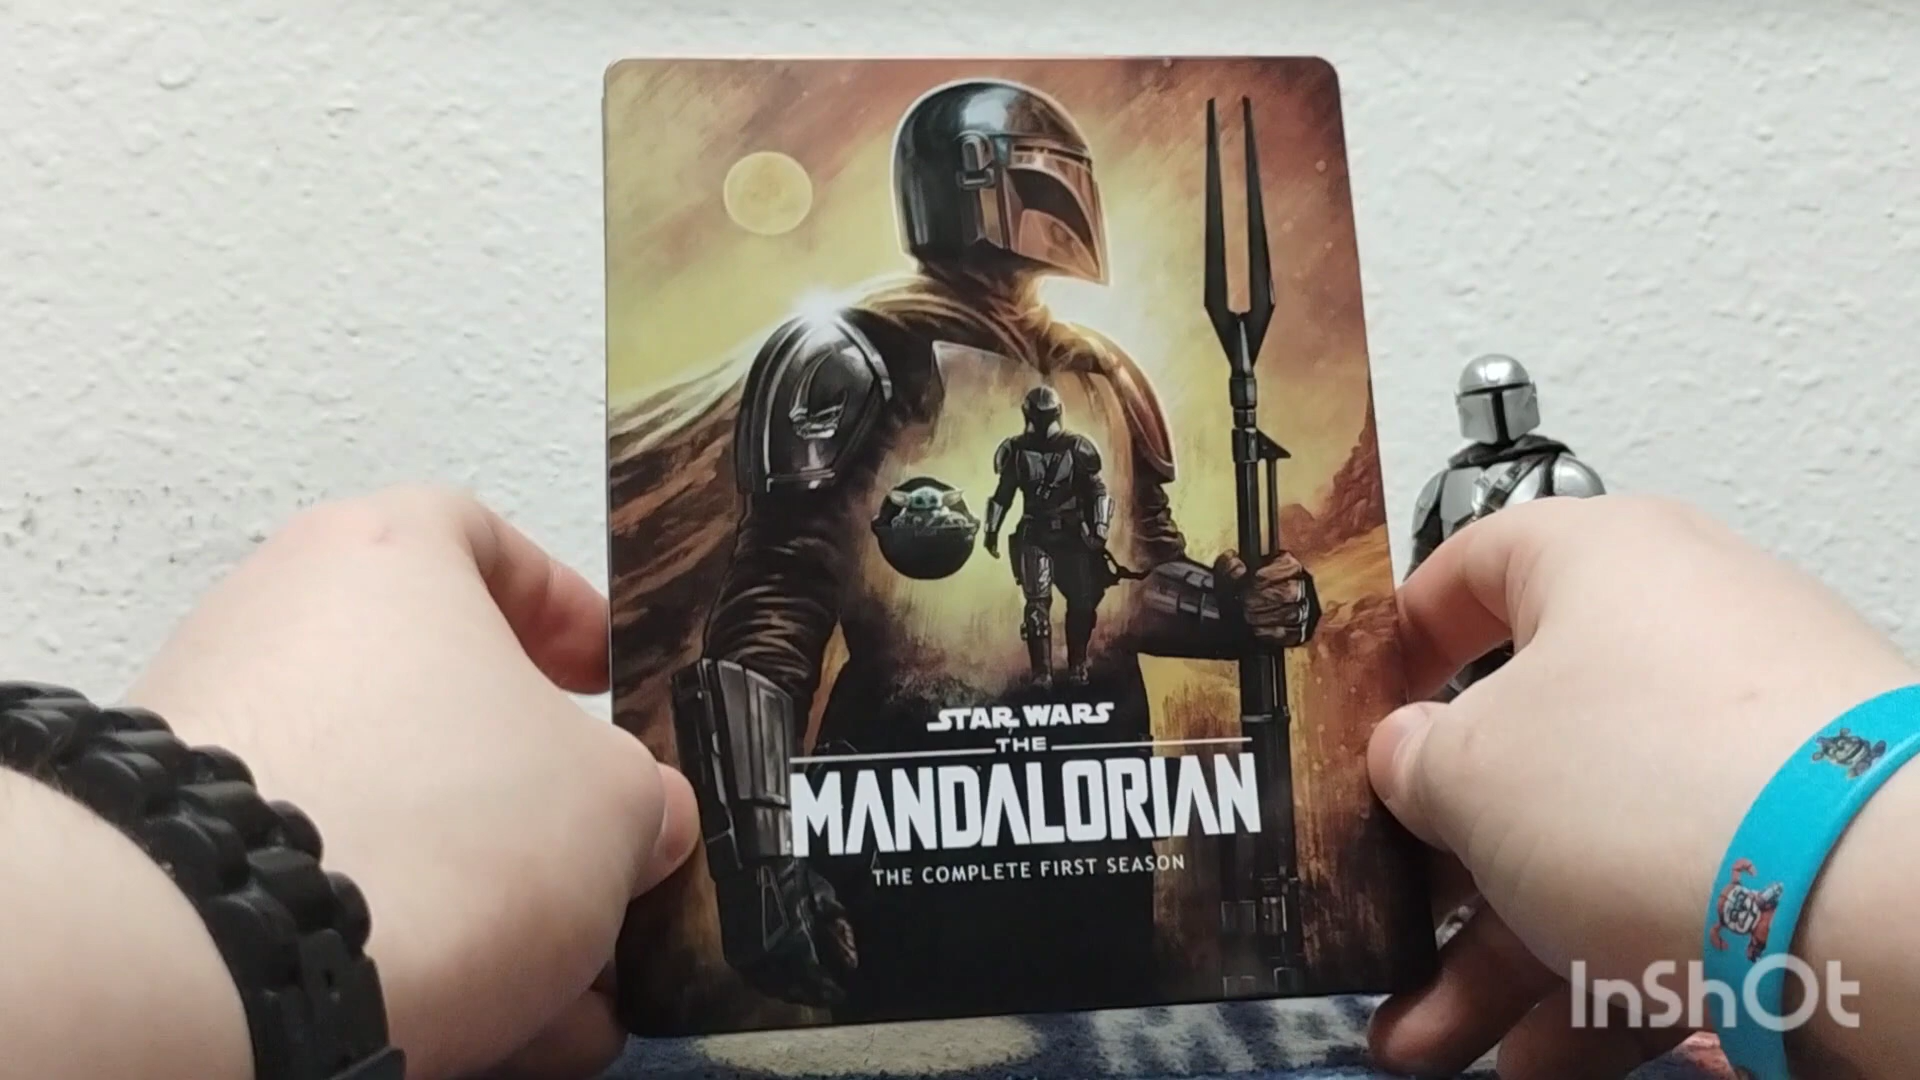 STAR WARS
THE
MANDALORIAN
THE COMPLETE FIRST SEASON
InShOt